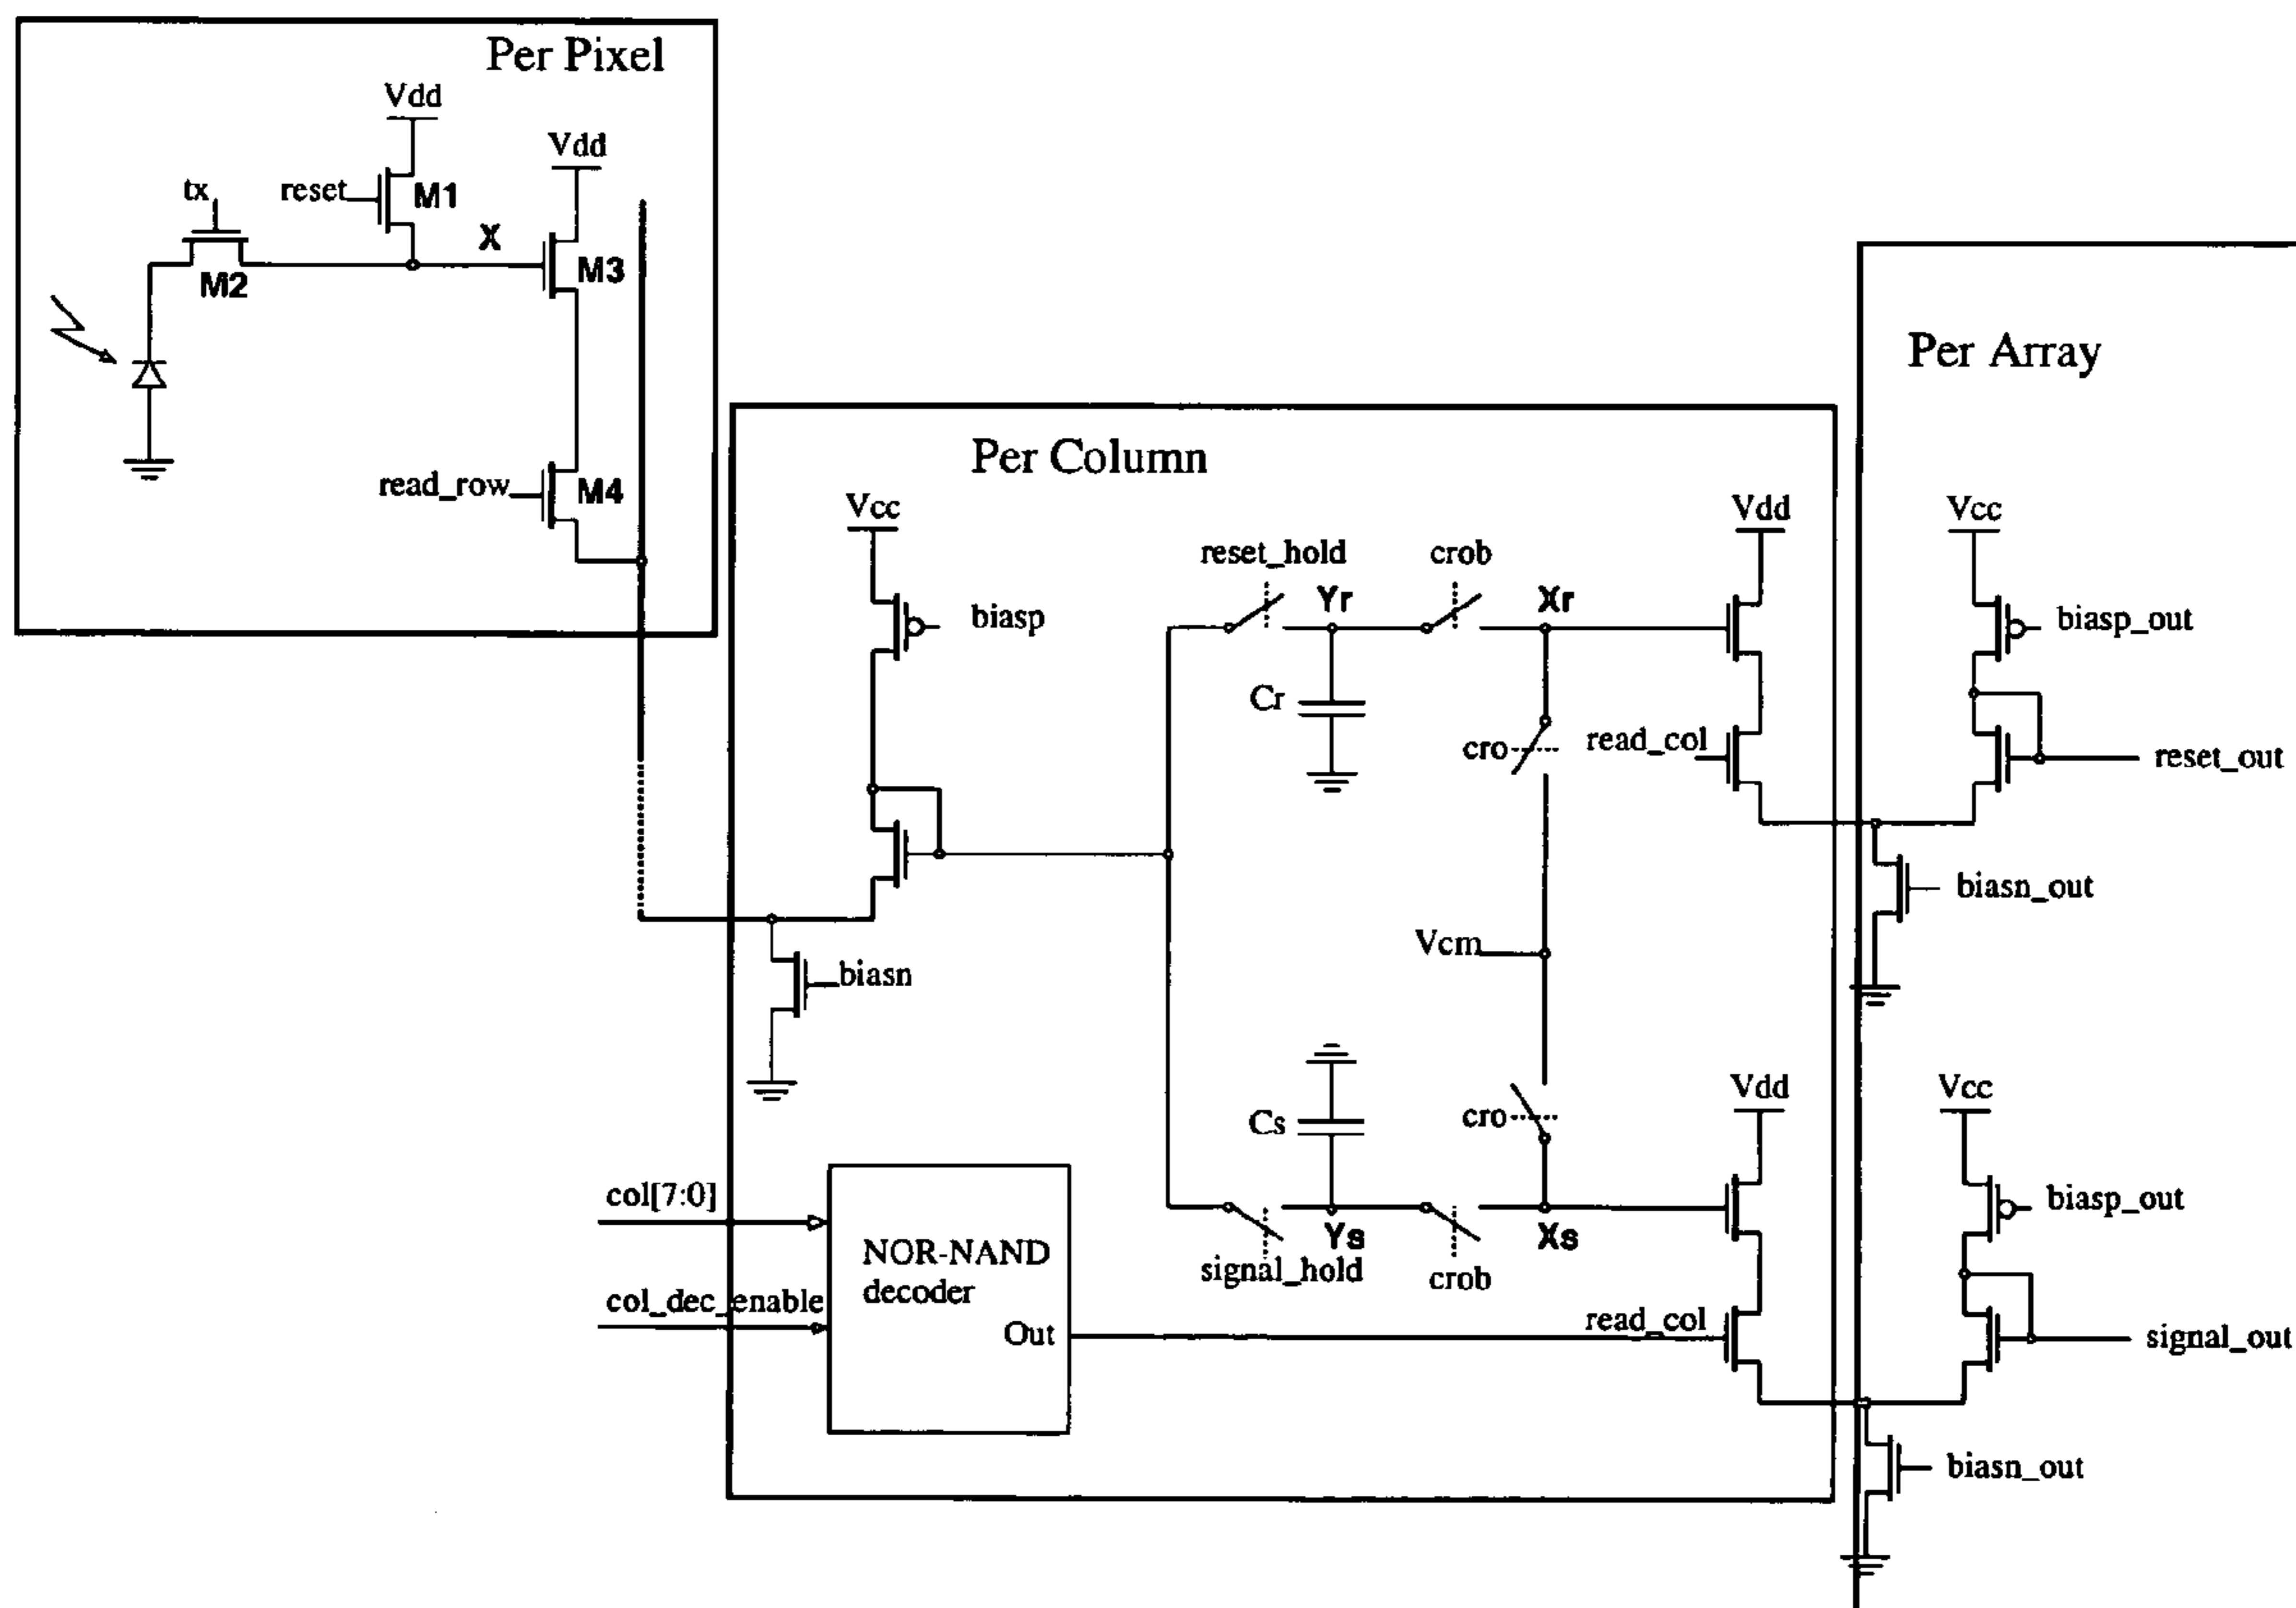 Per Pixel
Vdd
Vdd
tx
reset
M1
X
M2
M3
read_row
M4
Per Column
Vcc
biasp
reset_hold
Yr
crob
Xr
Vdd
Cr
cro
read_col
biasn
Vcm
Cs
cro
Vdd
Ys
Xs
signal_hold
crob
read_col
col[7:0]
col_dec_enable
NOR-NAND
decoder
Out
Per Array
Vcc
biasp_out
reset_out
biasn_out
Vcc
biasp_out
signal_out
biasn_out